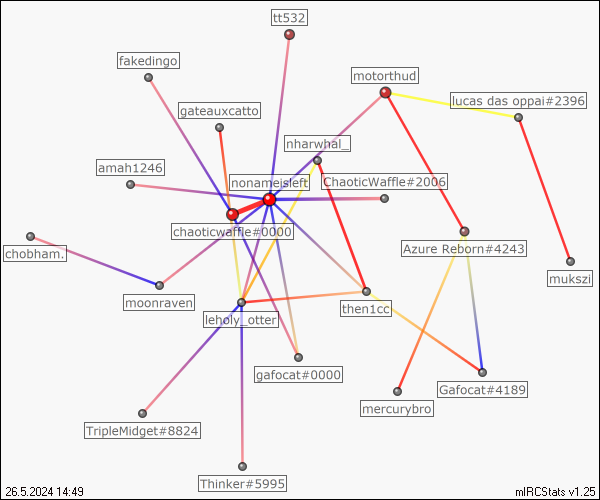 tt532
fakedingo
motorthud
lucas das oppai#2396
gateauxcatto
nharwhal_
amah1246
nonameisleft
ChaoticWaffle#2006
chaoticwaffle#0000
chobham.
Azure Reborn#4243
mukszi
moonraven
leholy_otter
then1cc
gafocat#0000
Gafocat#4189
mercurybro
TripleMidget#8824
Thinker#5995
26.5.2024 14:49
mIRCStats v1.25